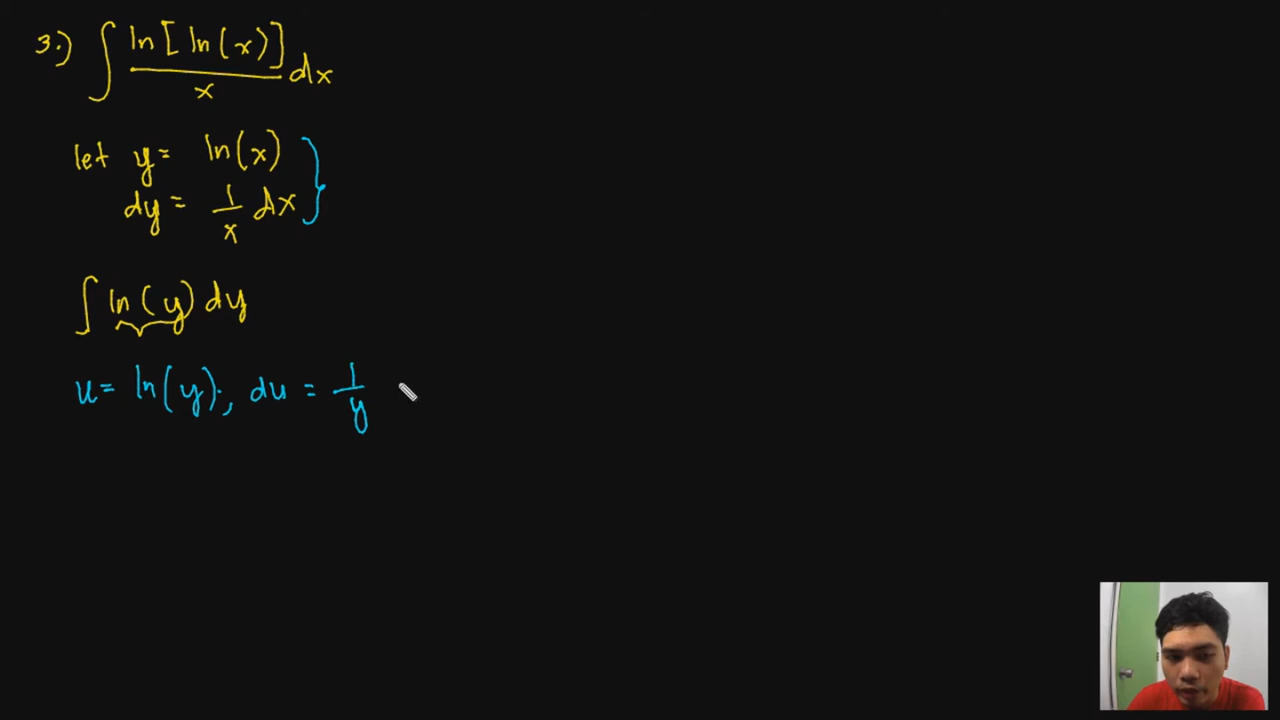 3.) ∫ ln[ln(x)]/x dx
let y = ln(x) }
dy = 1/x dx
∫ ln(y) dy
u = ln(y), du = 1/y